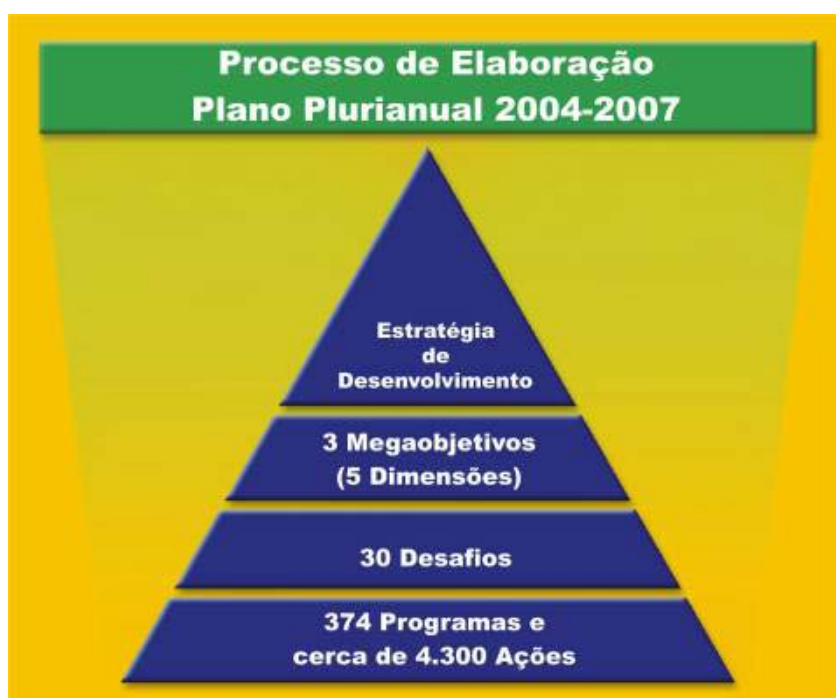 Processo de Elaboração
Plano Plurianual 2004-2007
Estratégia
de
Desenvolvimento
3 Megaobjetivos
(5 Dimensões)
30 Desafios
374 Programas e
cerca de 4.300 Ações